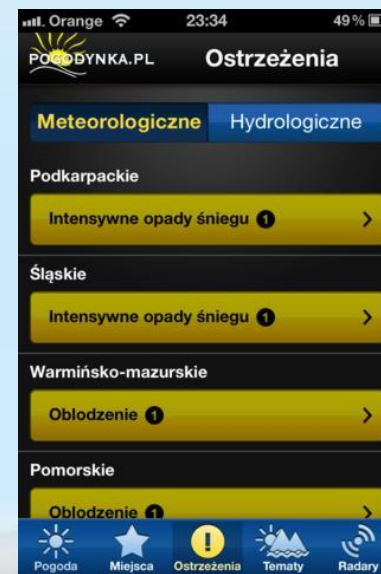 Orange 23:34 49%
POGODYNKA.PL Ostrzeżenia
Meteorologiczne Hydrologiczne
Podkarpackie
Intensywne opady śniegu 1
Śląskie
Intensywne opady śniegu 1
Warmińsko-mazurskie
Oblodzenie 1
Pomorskie
Oblodzenie 1
Pogoda Miejsca Ostrzeżenia Tematy Radary